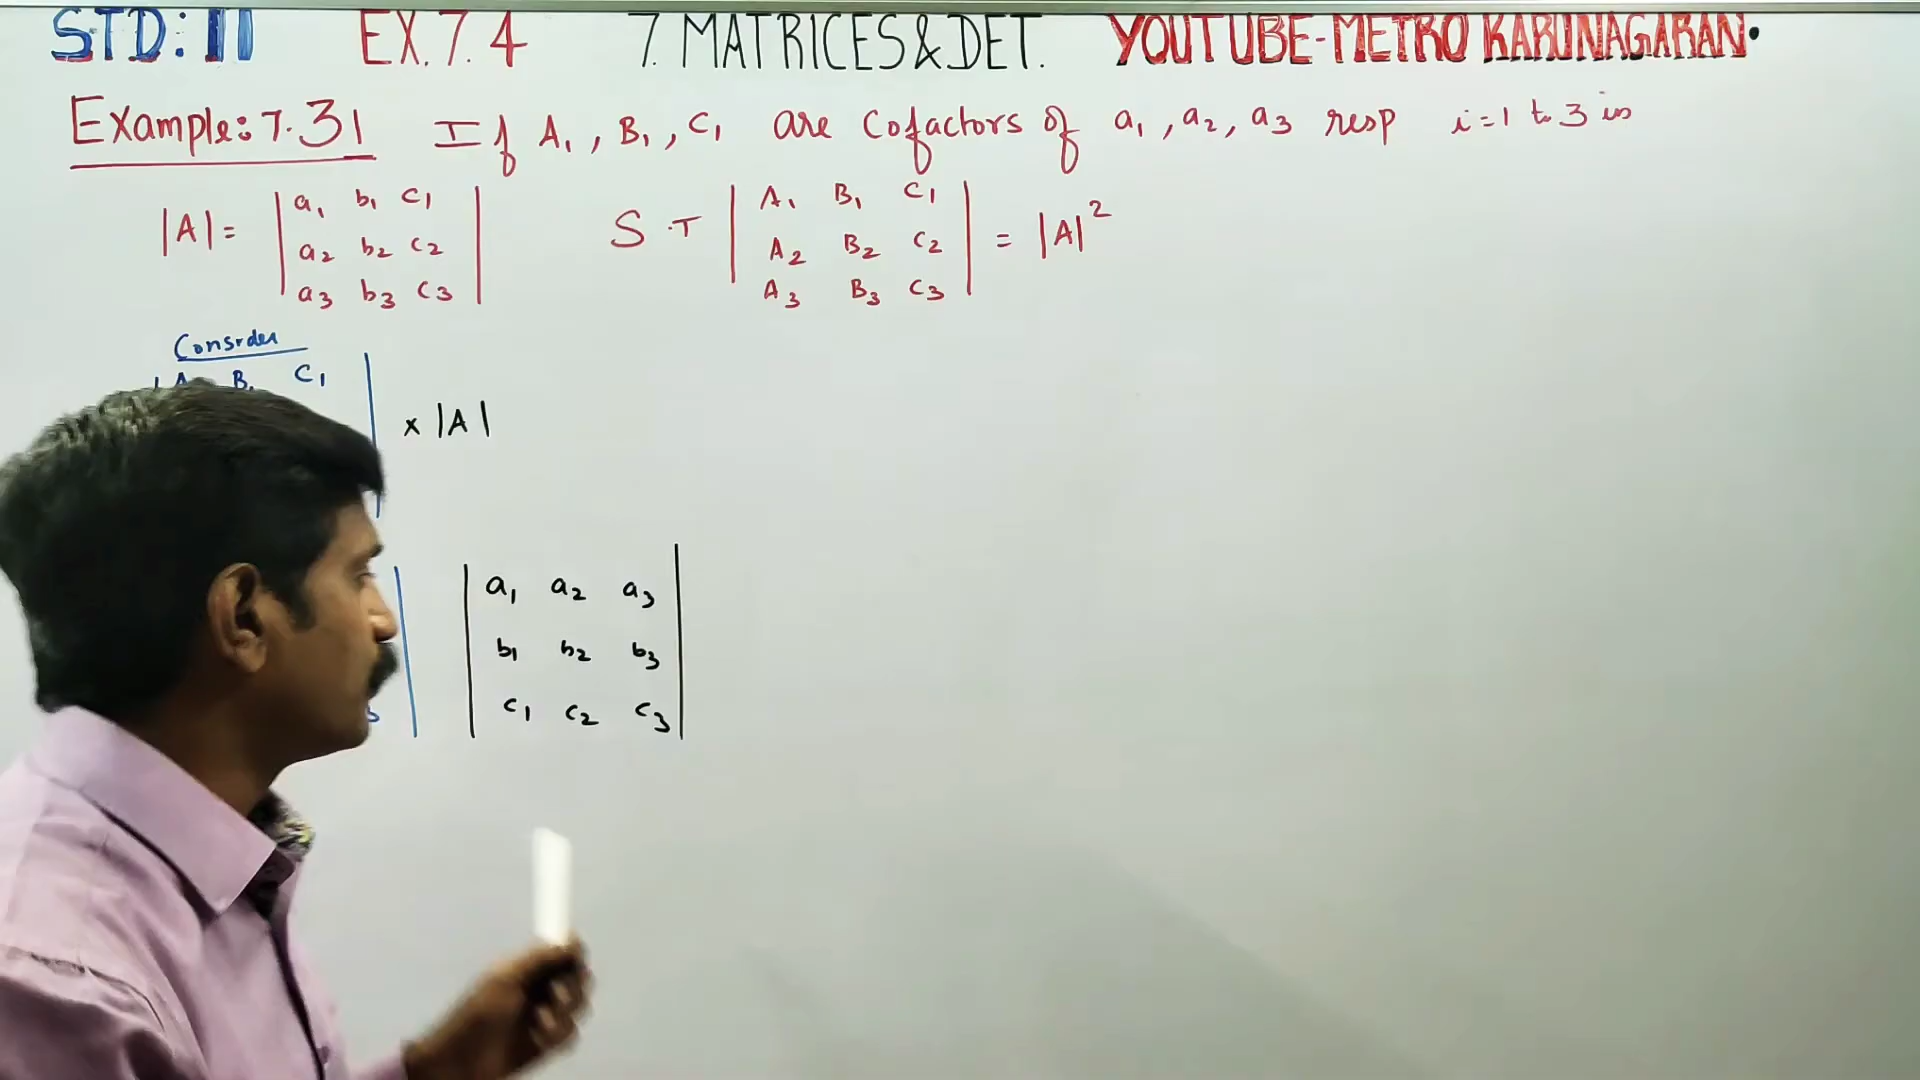 STD: 11 EX. 7.4 7. MATRICES & DET. YOUTUBE-METRO KARUNAGARAN.
Example: 7.31 If A₁, B₁, C₁ are Cofactors of a₁, a₂, a₃ resp i=1 to 3 in
|A| = | a₁ b₁ c₁ | S.T | A₁ B₁ C₁ | = |A|²
| a₂ b₂ c₂ | | A₂ B₂ C₂ |
| a₃ b₃ c₃ | | A₃ B₃ C₃ |
Consrder
| A B₁ C₁ |
× |A|
| a₁ a₂ a₃ |
| b₁ b₂ b₃ |
| c₁ c₂ c₃ |